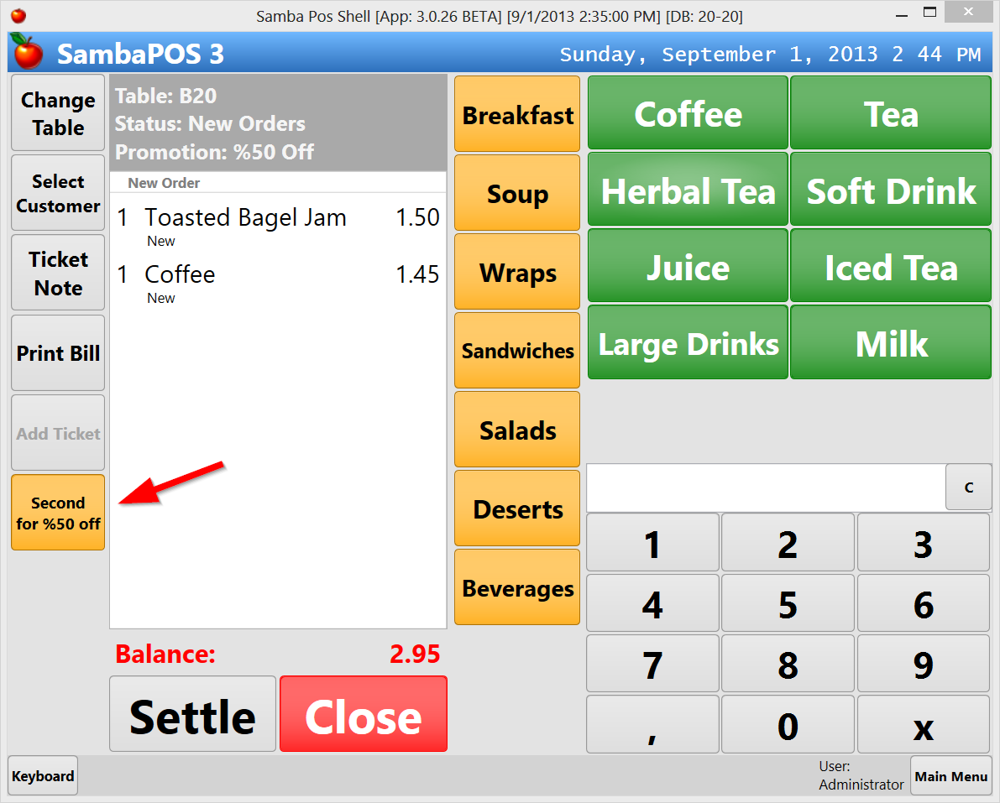 Samba Pos Shell [App: 3.0.26 BETA] [9/1/2013 2:35:00 PM] [DB: 20-20]
SambaPOS 3
Sunday, September 1, 2013 2 44 PM
Change
Table
Select
Customer
Ticket
Note
Print Bill
Add Ticket
Second
for %50 off
Table: B20
Status: New Orders
Promotion: %50 Off
New Order
1 Toasted Bagel Jam 1.50
New
1 Coffee 1.45
New
Balance: 2.95
Settle
Close
Breakfast
Soup
Wraps
Sandwiches
Salads
Deserts
Beverages
Coffee
Tea
Herbal Tea
Soft Drink
Juice
Iced Tea
Large Drinks
Milk
C
1 2 3
4 5 6
7 8 9
, 0 x
Keyboard
User:
Administrator
Main Menu